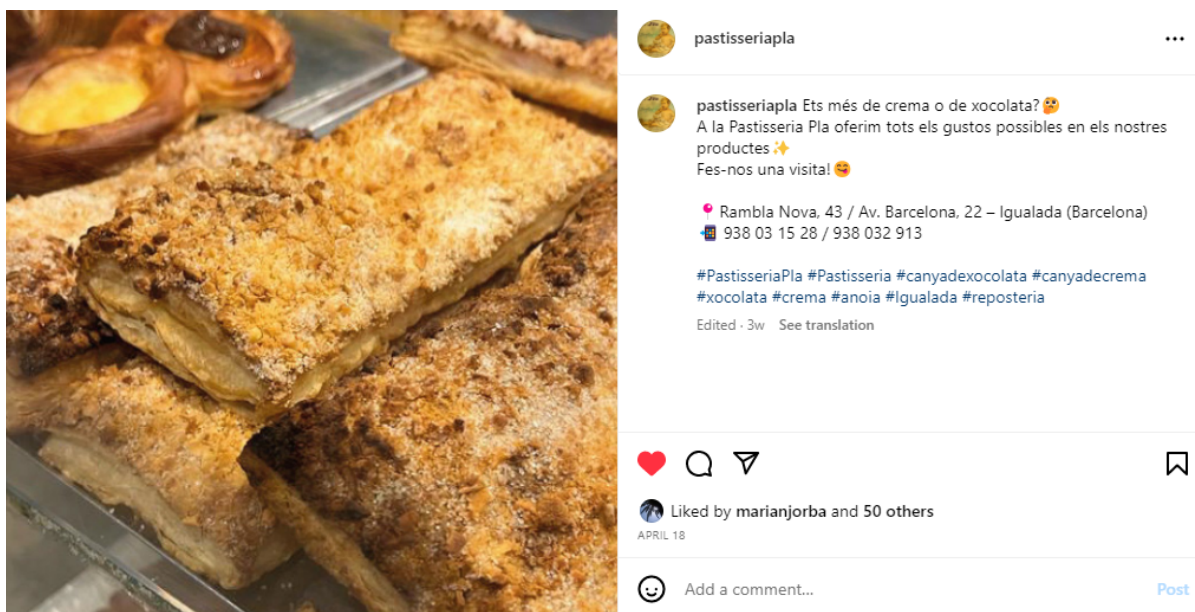 pastisseriapla
pastisseriapla Ets més de crema o de xocolata?🤔
A la Pastisseria Pla oferim tots els gustos possibles en els nostres
productes✨
Fes-nos una visita!😋
📍Rambla Nova, 43 / Av. Barcelona, 22 – Igualada (Barcelona)
📲 938 03 15 28 / 938 032 913
#PastisseriaPla #Pastisseria #canyadexocolata #canyadecrema
#xocolata #crema #anoia #Igualada #reposteria
Edited · 3w See translation
Liked by marianjorba and 50 others
APRIL 18
Add a comment... Post